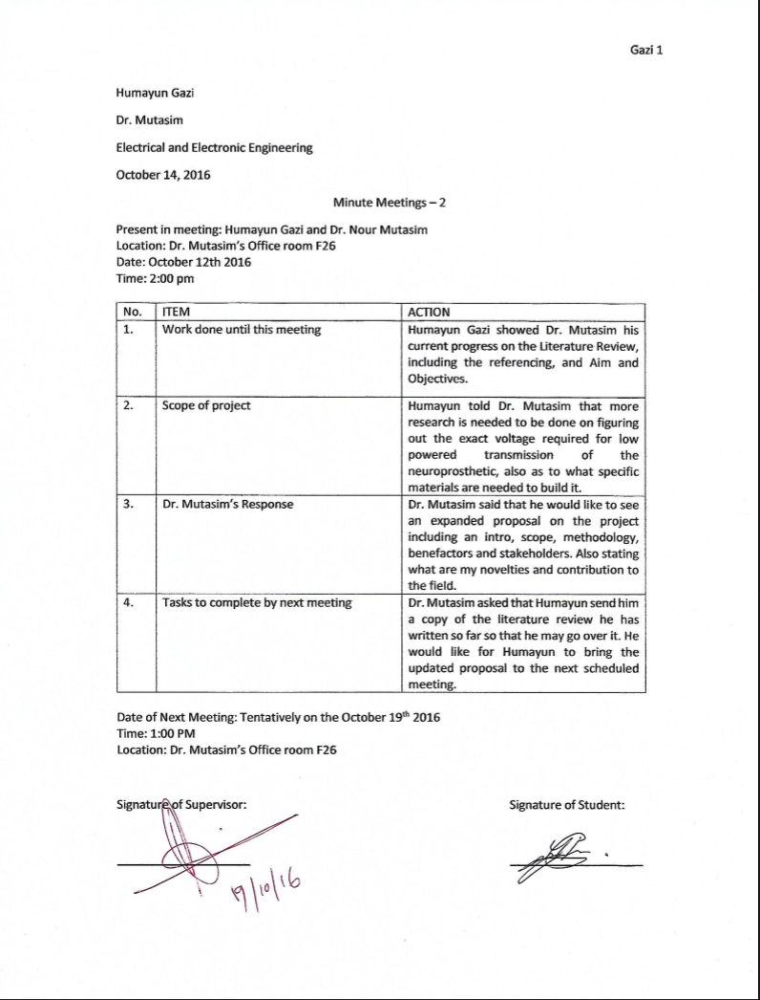 Gazi 1
Humayun Gazi
Dr. Mutasim
Electrical and Electronic Engineering
October 14, 2016
Minute Meetings – 2
Present in meeting: Humayun Gazi and Dr. Nour Mutasim
Location: Dr. Mutasim's Office room F26
Date: October 12th 2016
Time: 2:00 pm
No. ITEM ACTION
1. Work done until this meeting Humayun Gazi showed Dr. Mutasim his
current progress on the Literature Review,
including the referencing, and Aim and
Objectives.
2. Scope of project Humayun told Dr. Mutasim that more
research is needed to be done on figuring
out the exact voltage required for low
powered transmission of the
neuroprosthetic, also as to what specific
materials are needed to build it.
3. Dr. Mutasim's Response Dr. Mutasim said that he would like to see
an expanded proposal on the project
including an intro, scope, methodology,
benefactors and stakeholders. Also stating
what are my novelties and contribution to
the field.
4. Tasks to complete by next meeting Dr. Mutasim asked that Humayun send him
a copy of the literature review he has
written so far so that he may go over it. He
would like for Humayun to bring the
updated proposal to the next scheduled
meeting.
Date of Next Meeting: Tentatively on the October 19th 2016
Time: 1:00 PM
Location: Dr. Mutasim's Office room F26
Signature of Supervisor: Signature of Student:
19/10/16